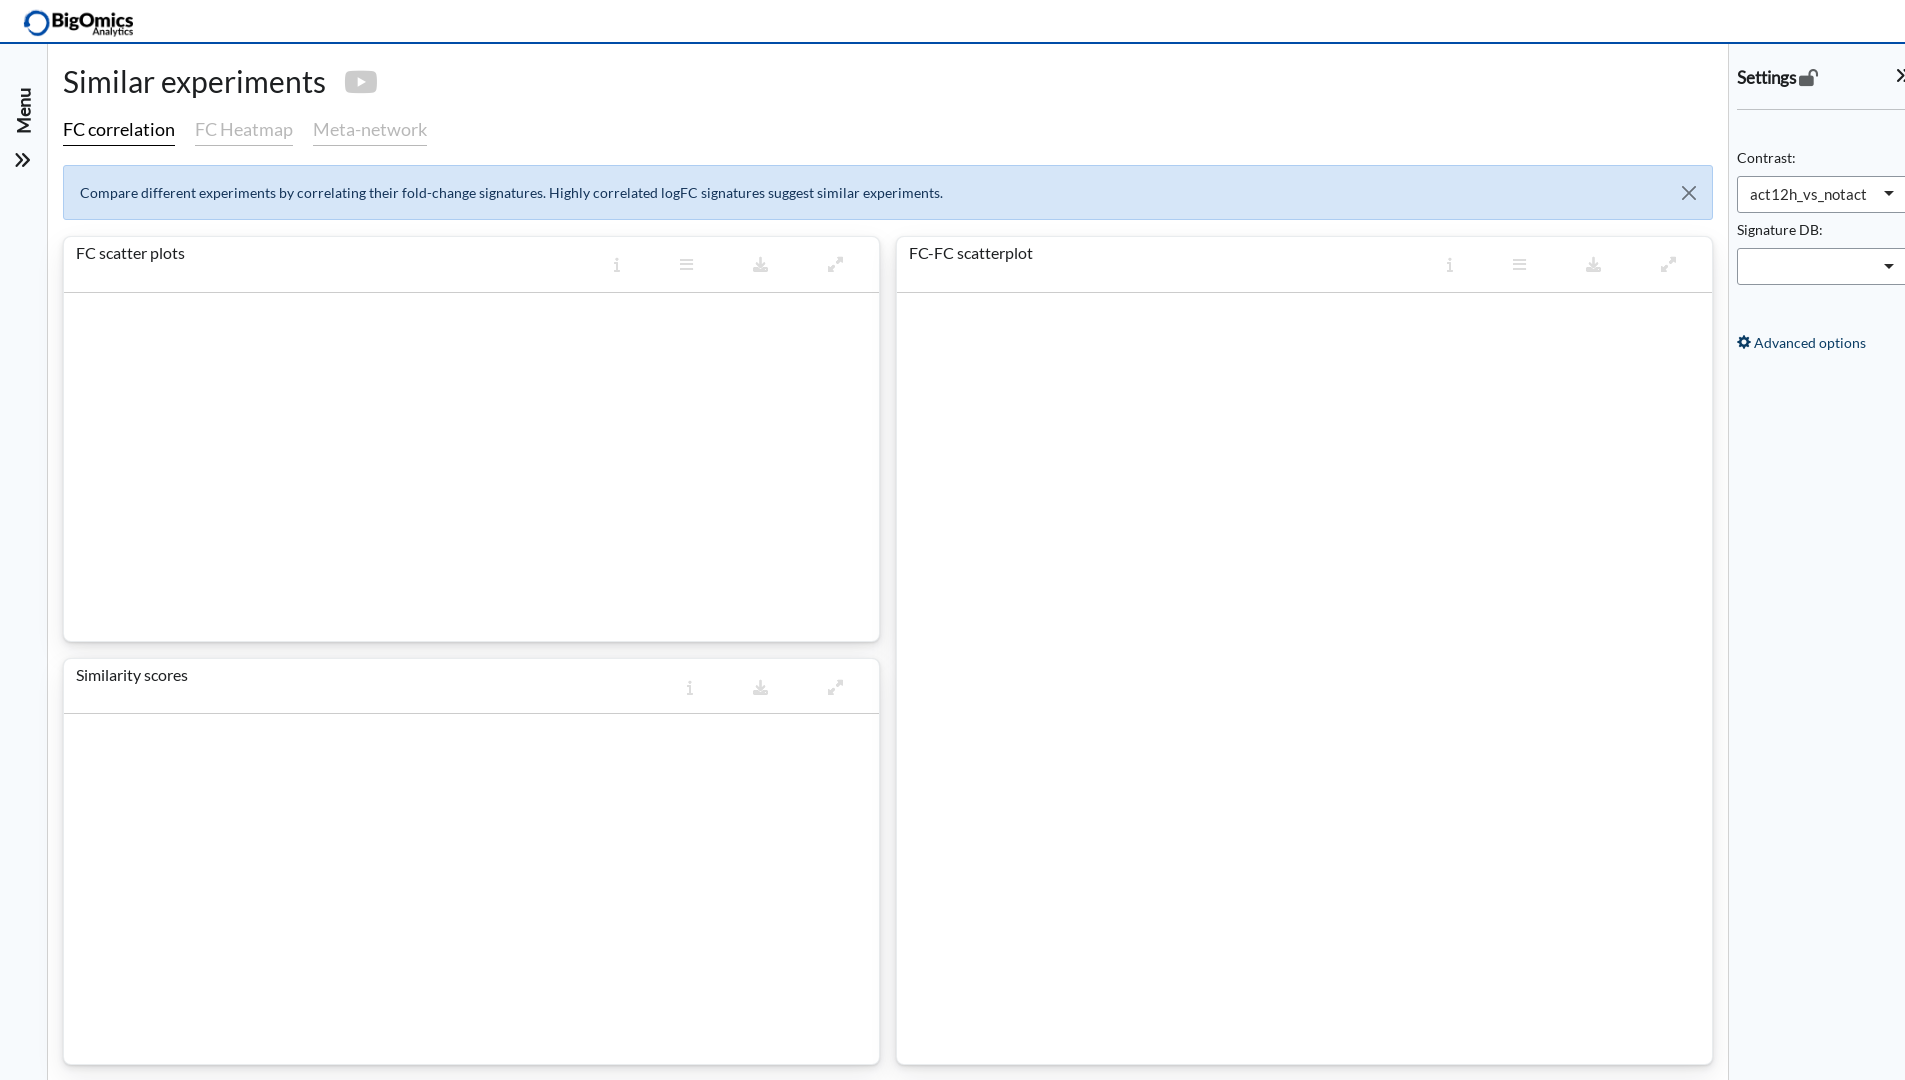 BigOmics
Analytics
Menu
Similar experiments
FC correlation FC Heatmap Meta-network
Compare different experiments by correlating their fold-change signatures. Highly correlated logFC signatures suggest similar experiments.
FC scatter plots
Similarity scores
FC-FC scatterplot
Settings
Contrast:
act12h_vs_notact
Signature DB:
Advanced options